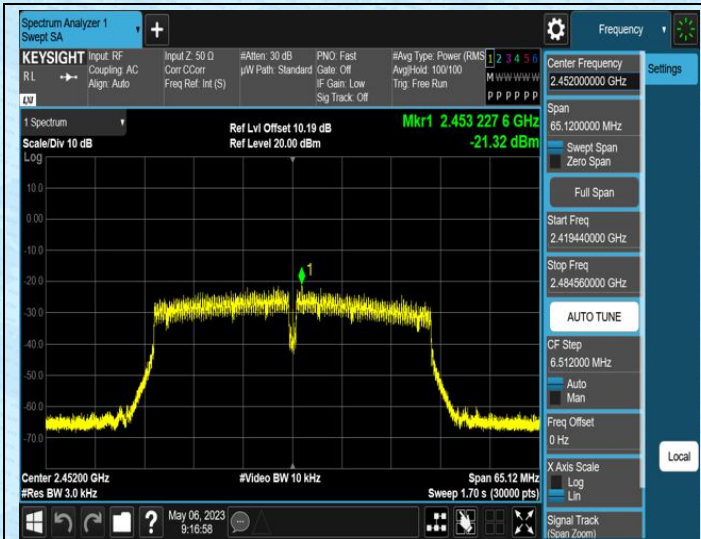 Spectrum Analyzer 1
Swept SA
+
Frequency
KEYSIGHT
R L
LXI
Input: RF
Coupling: AC
Align: Auto
Input Z: 50 Ω
Corr CCorr
Freq Ref: Int (S)
#Atten: 30 dB
µW Path: Standard
PNO: Fast
Gate: Off
IF Gain: Low
Sig Track: Off
#Avg Type: Power (RMS
Avg|Hold: 100/100
Trig: Free Run
1 2 3 4 5 6
M W W W W W
P P P P P P
1 Spectrum
Scale/Div 10 dB
Log
Ref Lvl Offset 10.19 dB
Ref Level 20.00 dBm
Mkr1 2.453 227 6 GHz
-21.32 dBm
10.0
0.00
-10.0
-20.0
-30.0
-40.0
-50.0
-60.0
-70.0
1
Center 2.45200 GHz
#Res BW 3.0 kHz
#Video BW 10 kHz
Span 65.12 MHz
Sweep 1.70 s (30000 pts)
May 06, 2023
9:16:58
?
Center Frequency
2.452000000 GHz
Span
65.1200000 MHz
Swept Span
Zero Span
Full Span
Start Freq
2.419440000 GHz
Stop Freq
2.484560000 GHz
AUTO TUNE
CF Step
6.512000 MHz
Auto
Man
Freq Offset
0 Hz
X Axis Scale
Log
Lin
Signal Track
(Span Zoom)
Settings
Local